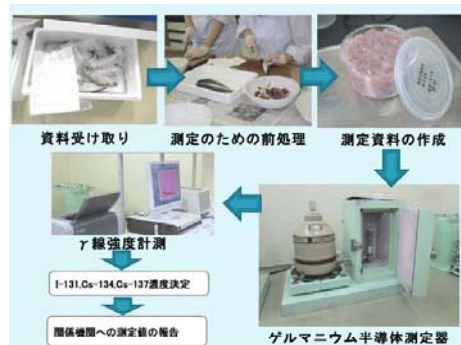 資料受け取り
測定のための前処理
測定資料の作成
γ線強度計測
I-131,Cs-134,Cs-137濃度決定
関係機関への測定値の報告
ゲルマニウム半導体測定器